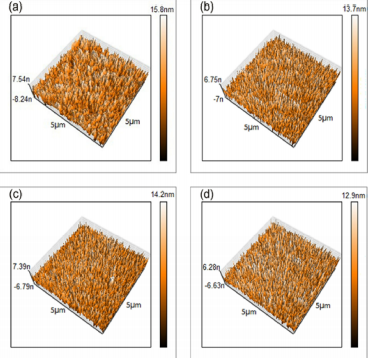 (a)
15.8nm
7.54n
-8.24n
5µm
5µm
(b)
13.7nm
6.75n
-7n
5µm
5µm
(c)
14.2nm
7.39n
-6.79n
5µm
5µm
(d)
12.9nm
6.28n
-6.63n
5µm
5µm